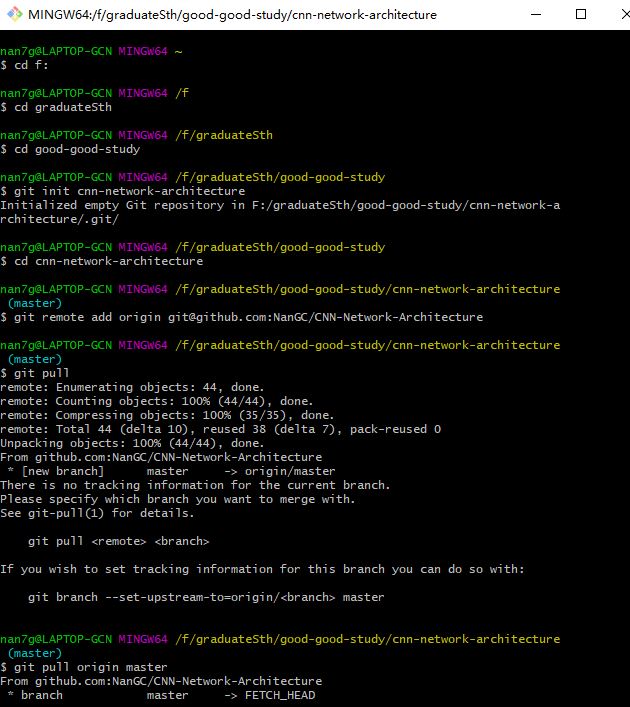 MINGW64:/f/graduateSth/good-good-study/cnn-network-architecture
nan7g@LAPTOP-GCN MINGW64 ~
$ cd f:
nan7g@LAPTOP-GCN MINGW64 /f
$ cd graduateSth
nan7g@LAPTOP-GCN MINGW64 /f/graduateSth
$ cd good-good-study
nan7g@LAPTOP-GCN MINGW64 /f/graduateSth/good-good-study
$ git init cnn-network-architecture
Initialized empty Git repository in F:/graduateSth/good-good-study/cnn-network-a
rchitecture/.git/
nan7g@LAPTOP-GCN MINGW64 /f/graduateSth/good-good-study
$ cd cnn-network-architecture
nan7g@LAPTOP-GCN MINGW64 /f/graduateSth/good-good-study/cnn-network-architecture
(master)
$ git remote add origin git@github.com:NanGC/CNN-Network-Architecture
nan7g@LAPTOP-GCN MINGW64 /f/graduateSth/good-good-study/cnn-network-architecture
(master)
$ git pull
remote: Enumerating objects: 44, done.
remote: Counting objects: 100% (44/44), done.
remote: Compressing objects: 100% (35/35), done.
remote: Total 44 (delta 10), reused 38 (delta 7), pack-reused 0
Unpacking objects: 100% (44/44), done.
From github.com:NanGC/CNN-Network-Architecture
* [new branch]      master     -> origin/master
There is no tracking information for the current branch.
Please specify which branch you want to merge with.
See git-pull(1) for details.
git pull <remote> <branch>
If you wish to set tracking information for this branch you can do so with:
git branch --set-upstream-to=origin/<branch> master
nan7g@LAPTOP-GCN MINGW64 /f/graduateSth/good-good-study/cnn-network-architecture
(master)
$ git pull origin master
From github.com:NanGC/CNN-Network-Architecture
* branch            master     -> FETCH_HEAD